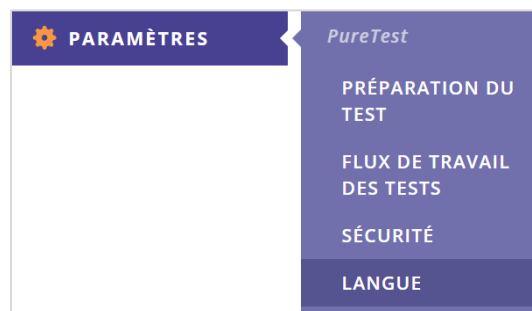 PARAMÈTRES
PureTest
PRÉPARATION DU
TEST
FLUX DE TRAVAIL
DES TESTS
SÉCURITÉ
LANGUE